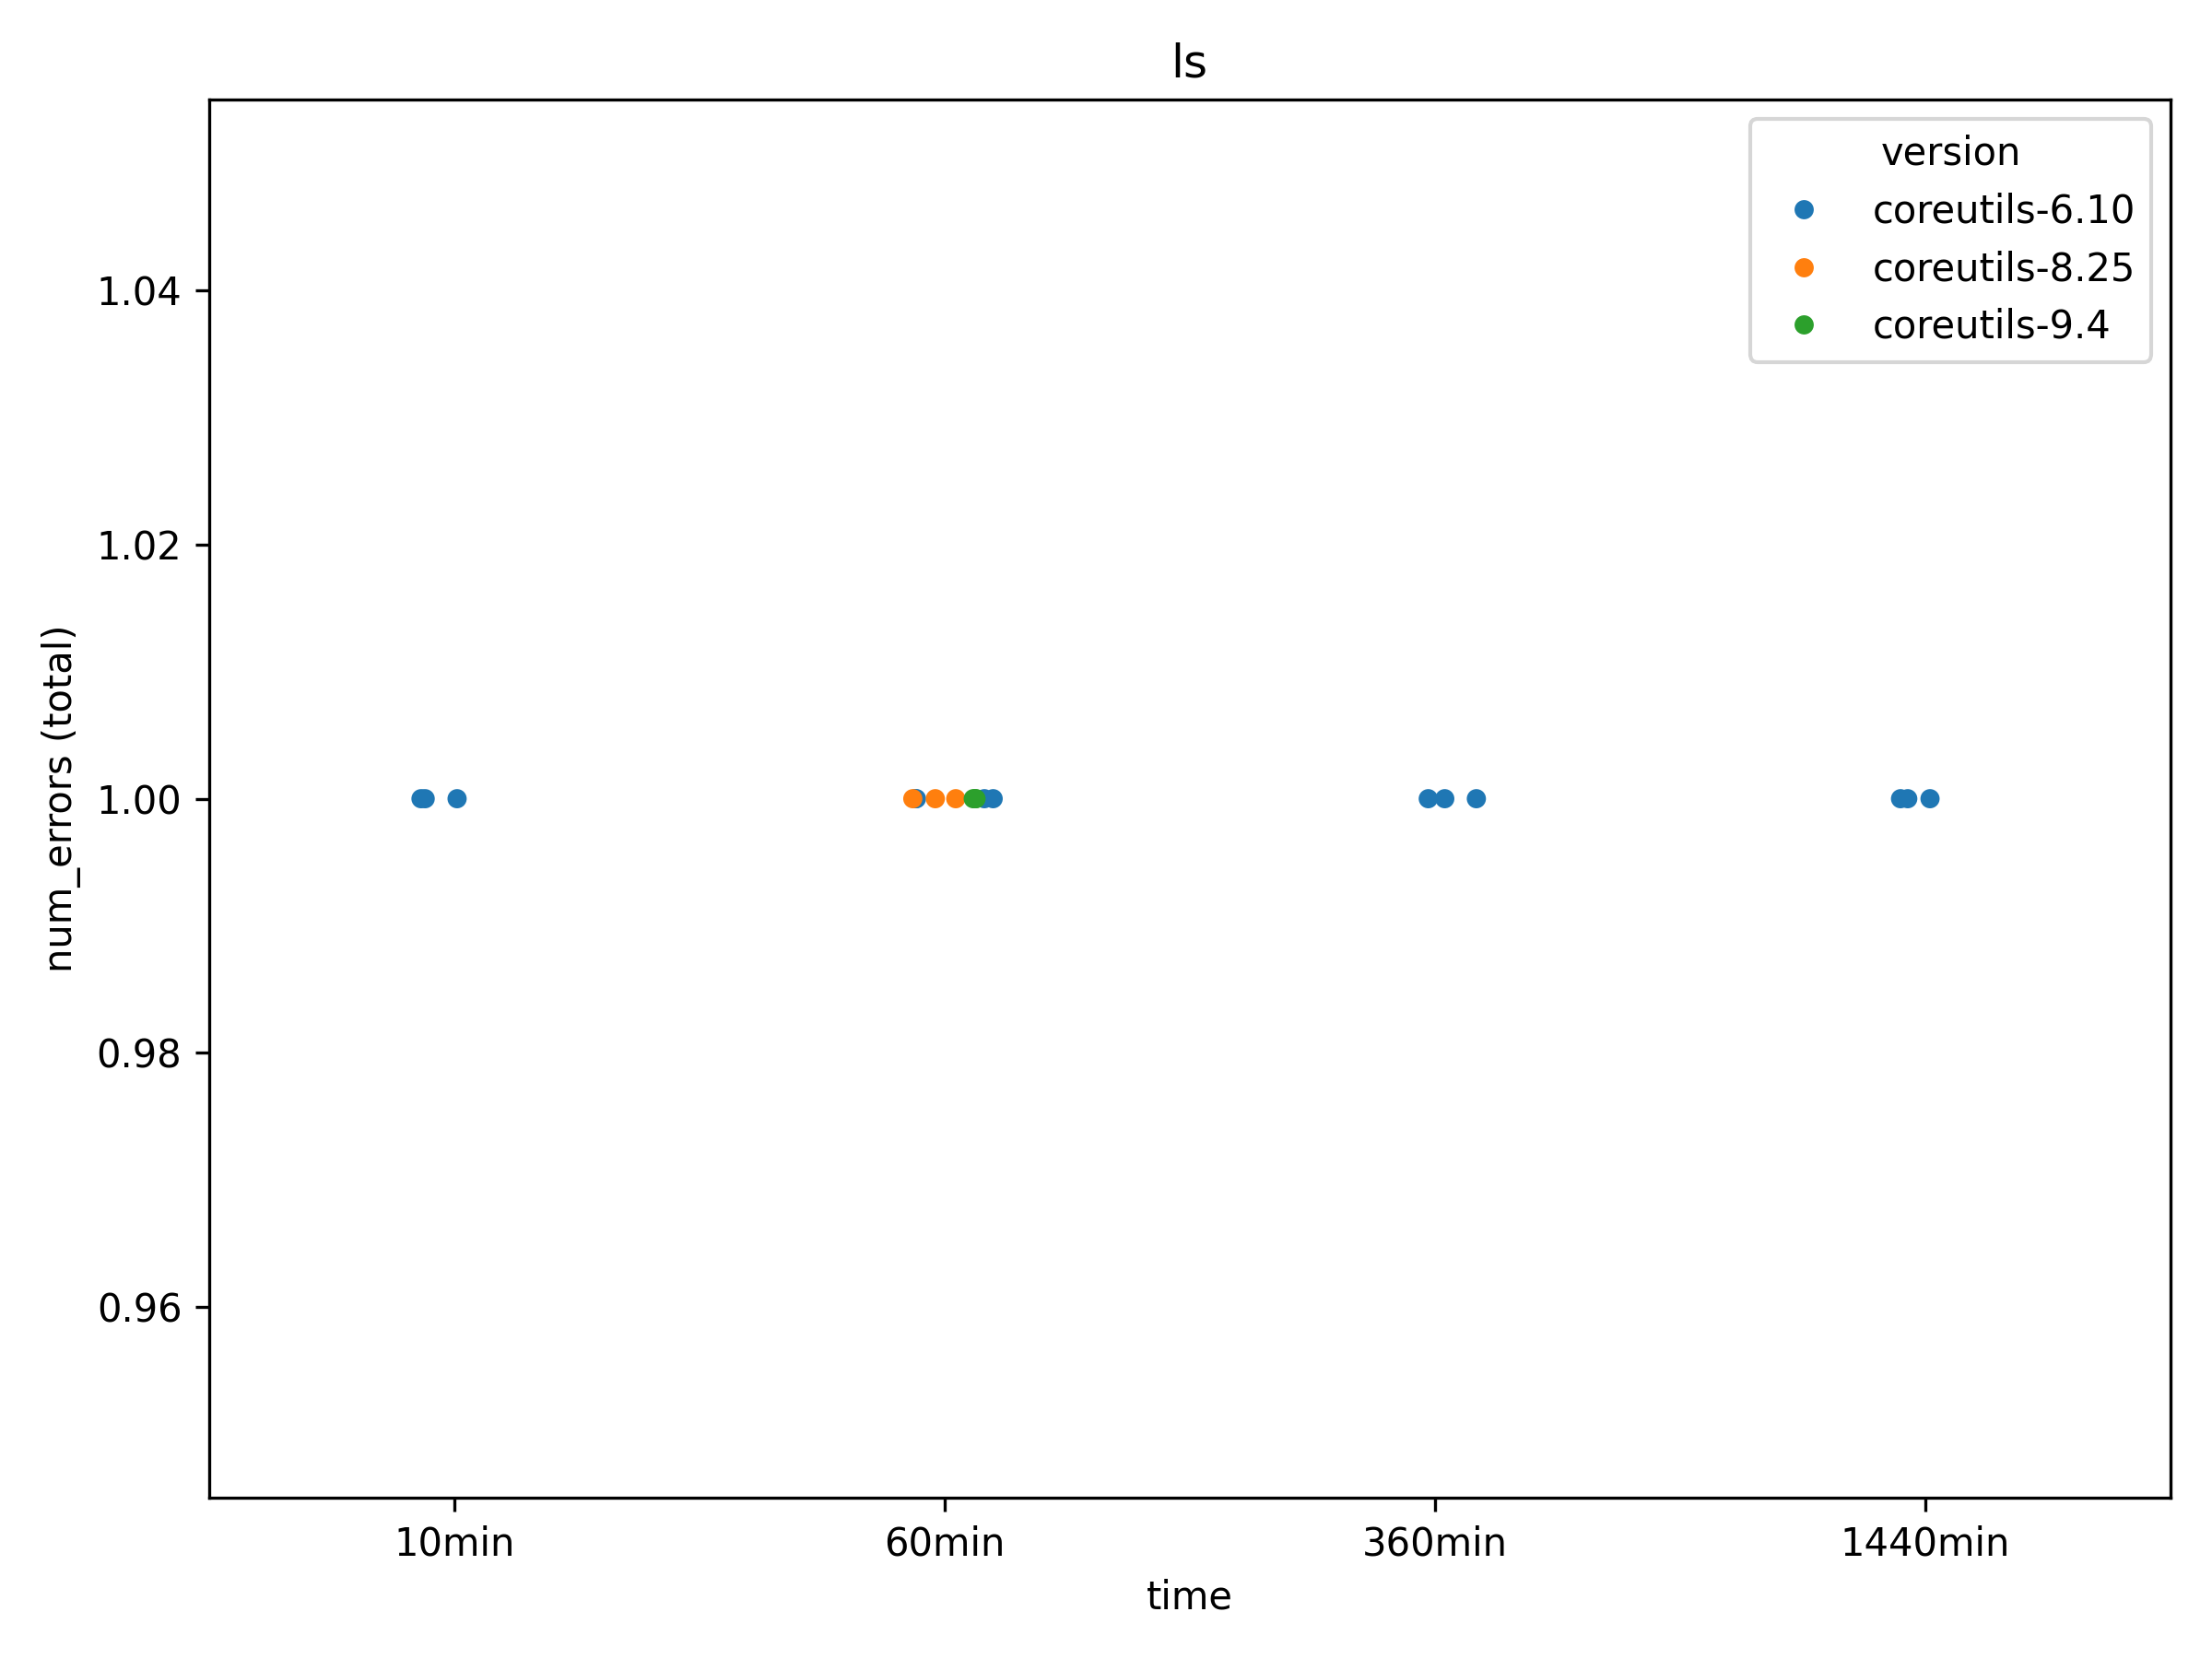 ls
version
coreutils-6.10
coreutils-8.25
coreutils-9.4
num_errors (total)
1.04
1.02
1.00
0.98
0.96
10min
60min
360min
1440min
time